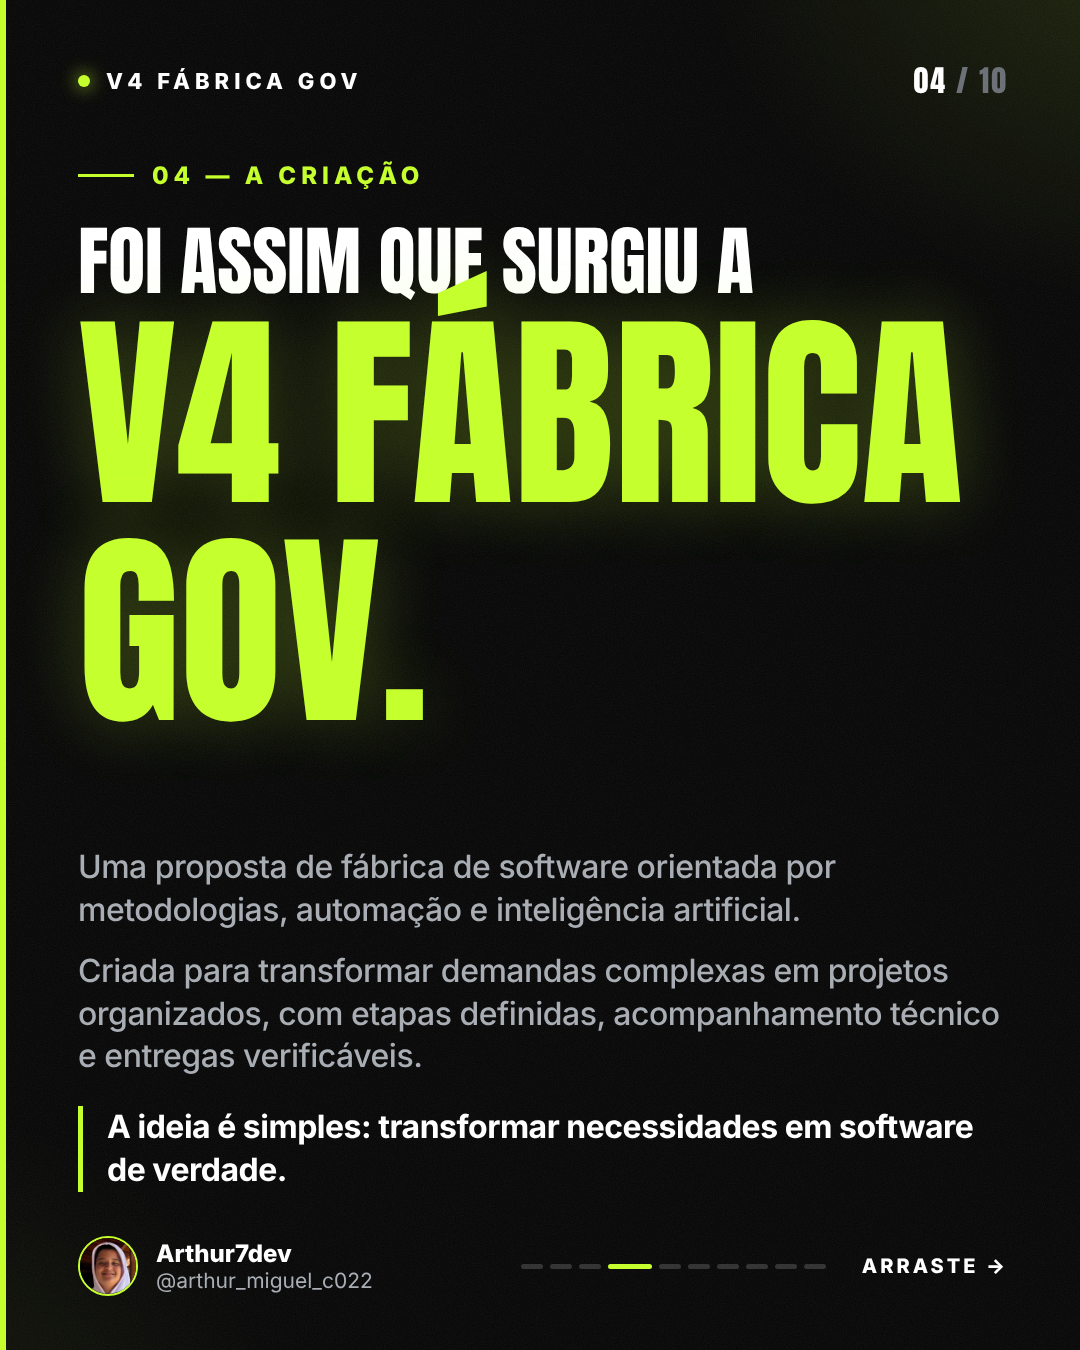 V4 FÁBRICA GOV
04 / 10
04 — A CRIAÇÃO
FOI ASSIM QUE SURGIU A
V4 FÁBRICA
GOV.
Uma proposta de fábrica de software orientada por
metodologias, automação e inteligência artificial.
Criada para transformar demandas complexas em projetos
organizados, com etapas definidas, acompanhamento técnico
e entregas verificáveis.
A ideia é simples: transformar necessidades em software
de verdade.
Arthur7dev
@arthur_miguel_c022
ARRASTE →